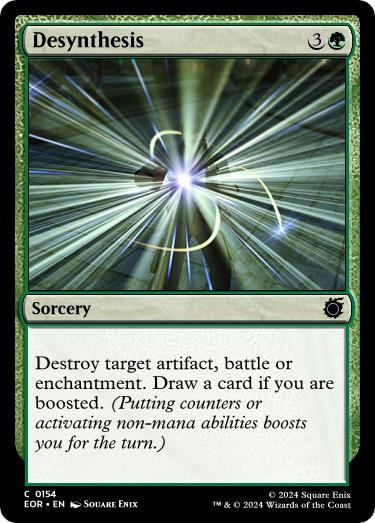 Desynthesis 3
Sorcery
Destroy target artifact, battle or
enchantment. Draw a card if you are
boosted. (Putting counters or
activating non-mana abilities boosts
you for the turn.)
C 0154
EOR • EN SQUARE ENIX
© 2024 Square Enix
™ & © 2024 Wizards of the Coast